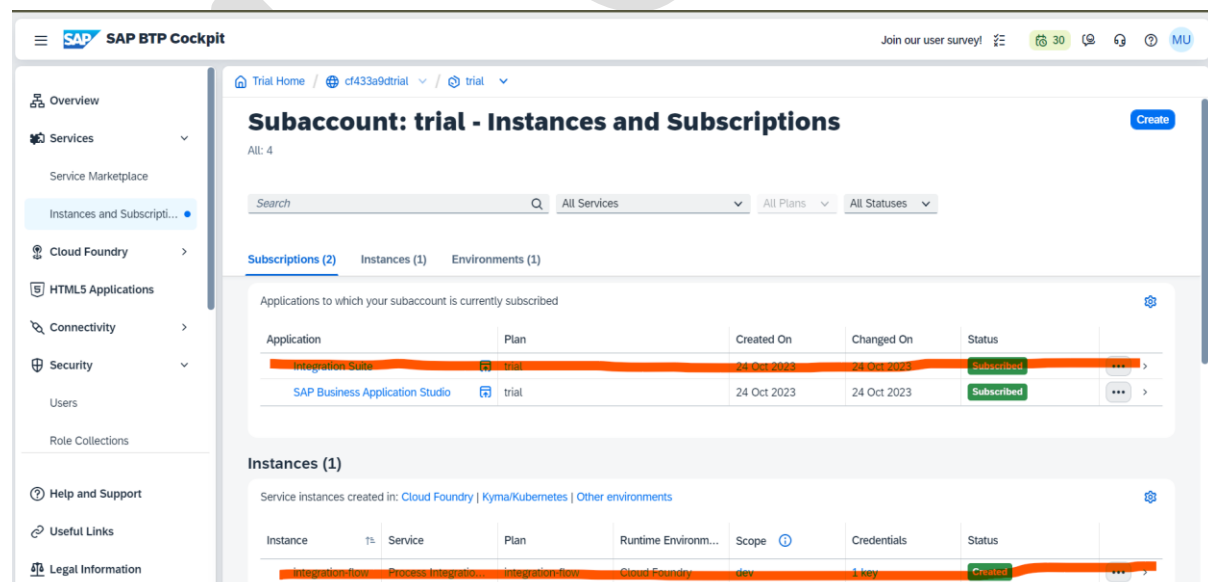 SAP SAP BTP Cockpit
Join our user survey! 30 MU
Trial Home / cf433a9dtrial / trial
Overview
Services
Service Marketplace
Instances and Subscripti...
Cloud Foundry
HTML5 Applications
Connectivity
Security
Users
Role Collections
Help and Support
Useful Links
Legal Information
Subaccount: trial - Instances and Subscriptions
Create
All: 4
Search All Services All Plans All Statuses
Subscriptions (2) Instances (1) Environments (1)
Applications to which your subaccount is currently subscribed
Application Plan Created On Changed On Status
Integration Suite trial 24 Oct 2023 24 Oct 2023 Subscribed
SAP Business Application Studio trial 24 Oct 2023 24 Oct 2023 Subscribed
Instances (1)
Service instances created in: Cloud Foundry | Kyma/Kubernetes | Other environments
Instance Service Plan Runtime Environm... Scope Credentials Status
integration-flow Process Integratio... integration-flow Cloud Foundry dev 1 key Created